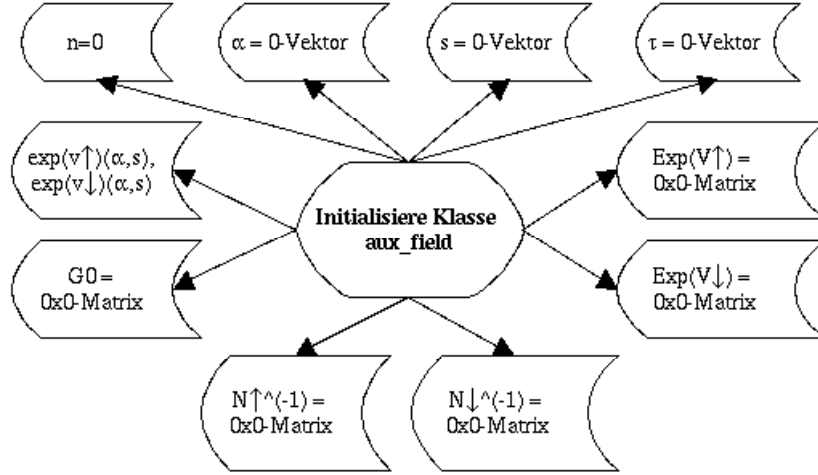 n=0
α = 0-Vektor
s = 0-Vektor
τ = 0-Vektor
exp(v↑)(α,s),
exp(v↓)(α,s)
Exp(V↑) =
0x0-Matrix
Initialisiere Klasse
aux_field
G0 =
0x0-Matrix
Exp(V↓) =
0x0-Matrix
N↑^(-1) =
0x0-Matrix
N↓^(-1) =
0x0-Matrix